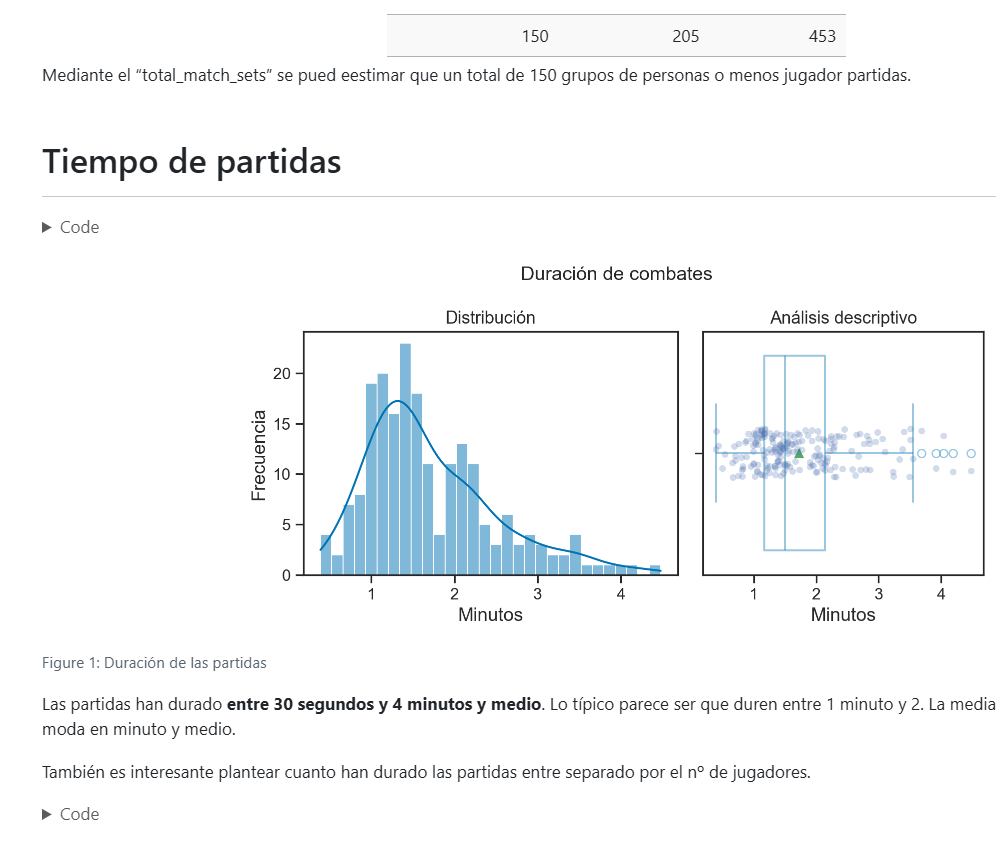 150 205 453
Mediante el “total_match_sets” se pued eestimar que un total de 150 grupos de personas o menos jugador partidas.
Tiempo de partidas
Code
Duración de combates
Distribución
Análisis descriptivo
Frecuencia
20
15
10
5
0
1 2 3 4
Minutos
1 2 3 4
Minutos
Figure 1: Duración de las partidas
Las partidas han durado entre 30 segundos y 4 minutos y medio. Lo típico parece ser que duren entre 1 minuto y 2. La media
moda en minuto y medio.
También es interesante plantear cuanto han durado las partidas entre separado por el nº de jugadores.
Code